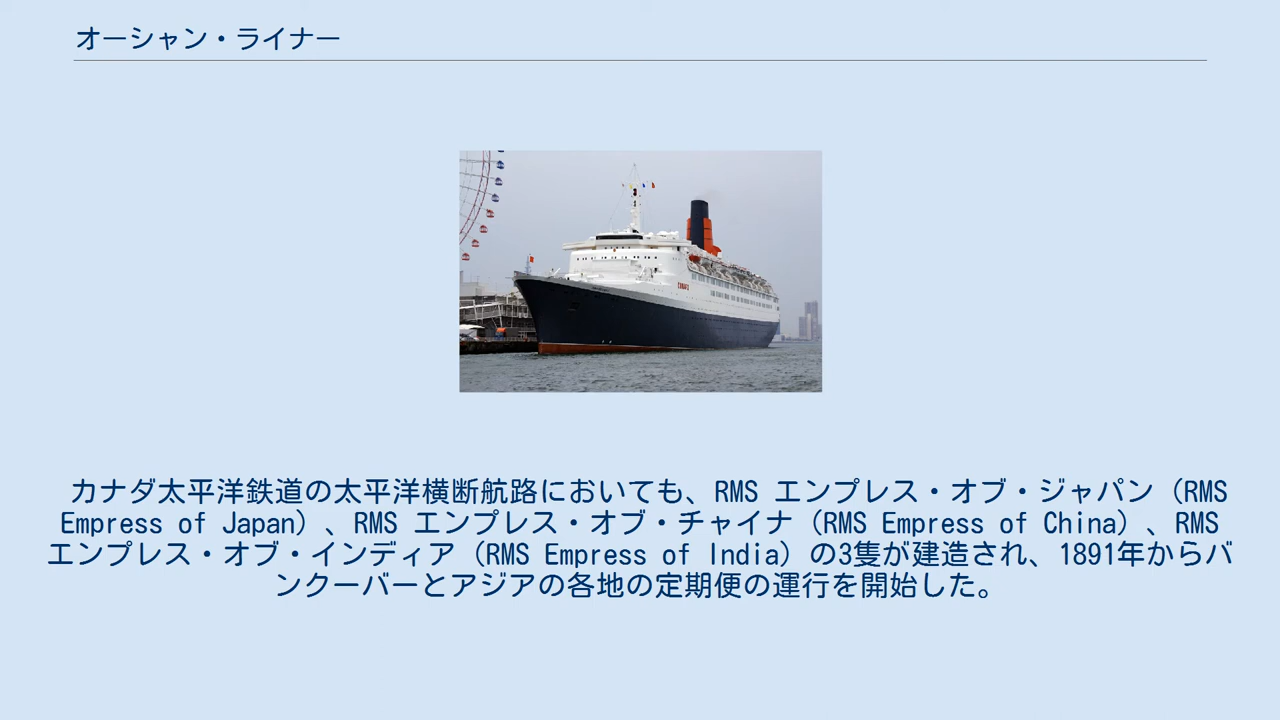 オーシャン・ライナー
カナダ太平洋鉄道の太平洋横断航路においても、RMS エンプレス・オブ・ジャパン（RMS
Empress of Japan）、RMS エンプレス・オブ・チャイナ（RMS Empress of China）、RMS
エンプレス・オブ・インディア（RMS Empress of India）の3隻が建造され、1891年からバ
ンクーバーとアジアの各地の定期便の運行を開始した。